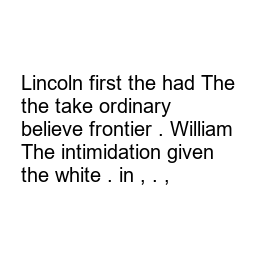 Lincoln first the had The
the take ordinary
believe frontier . William
The intimidation given
the white . in , . ,